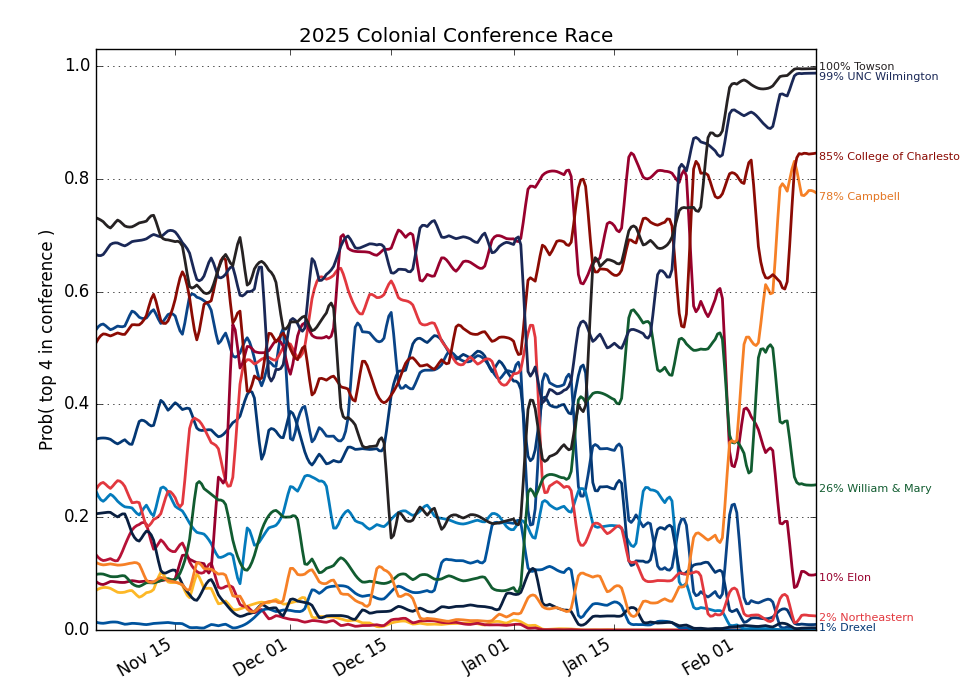 2025 Colonial Conference Race
Prob( top 4 in conference )
1.0
0.8
0.6
0.4
0.2
0.0
Nov 15
Dec 01
Dec 15
Jan 01
Jan 15
Feb 01
100% Towson
99% UNC Wilmington
85% College of Charlesto
78% Campbell
26% William & Mary
10% Elon
2% Northeastern
1% Drexel